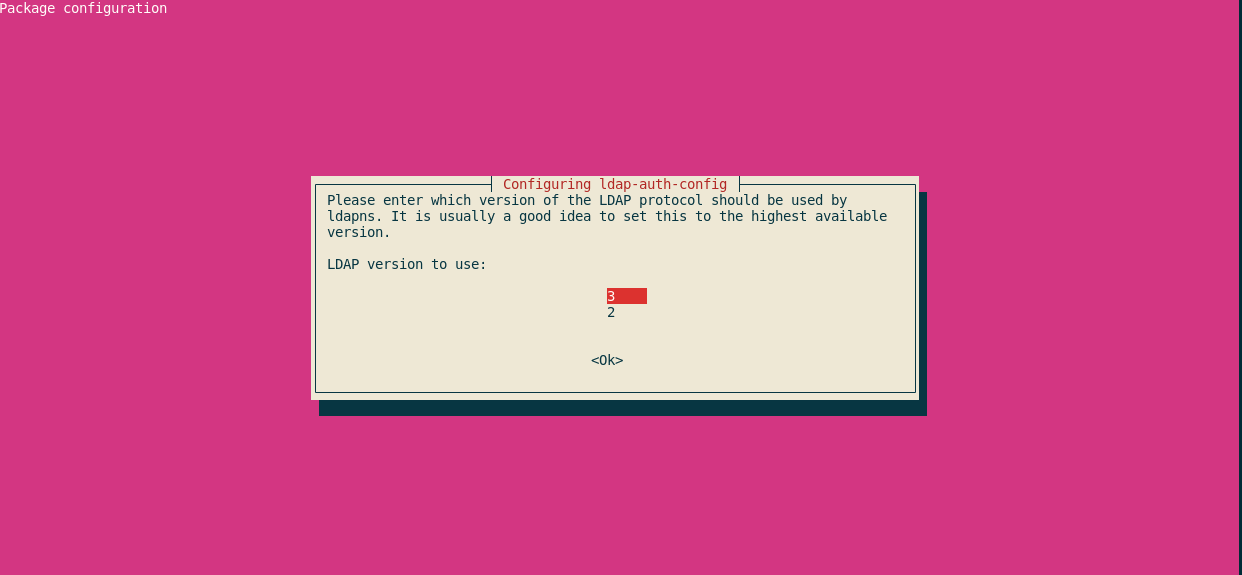 Package configuration
Configuring ldap-auth-config
Please enter which version of the LDAP protocol should be used by
ldapns. It is usually a good idea to set this to the highest available
version.
LDAP version to use:
3
2
<Ok>